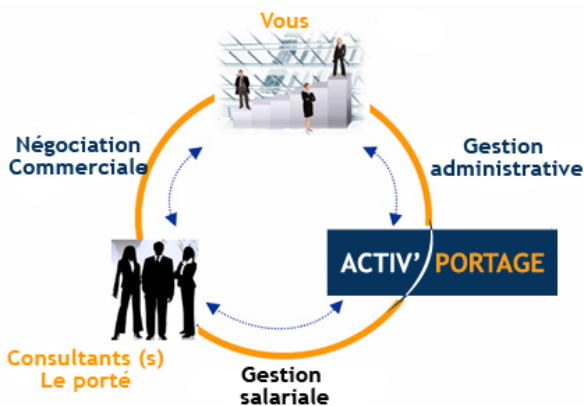 Vous
Négociation
Commerciale
Gestion
administrative
ACTIV' PORTAGE
Consultants (s)
Le porté
Gestion
salariale